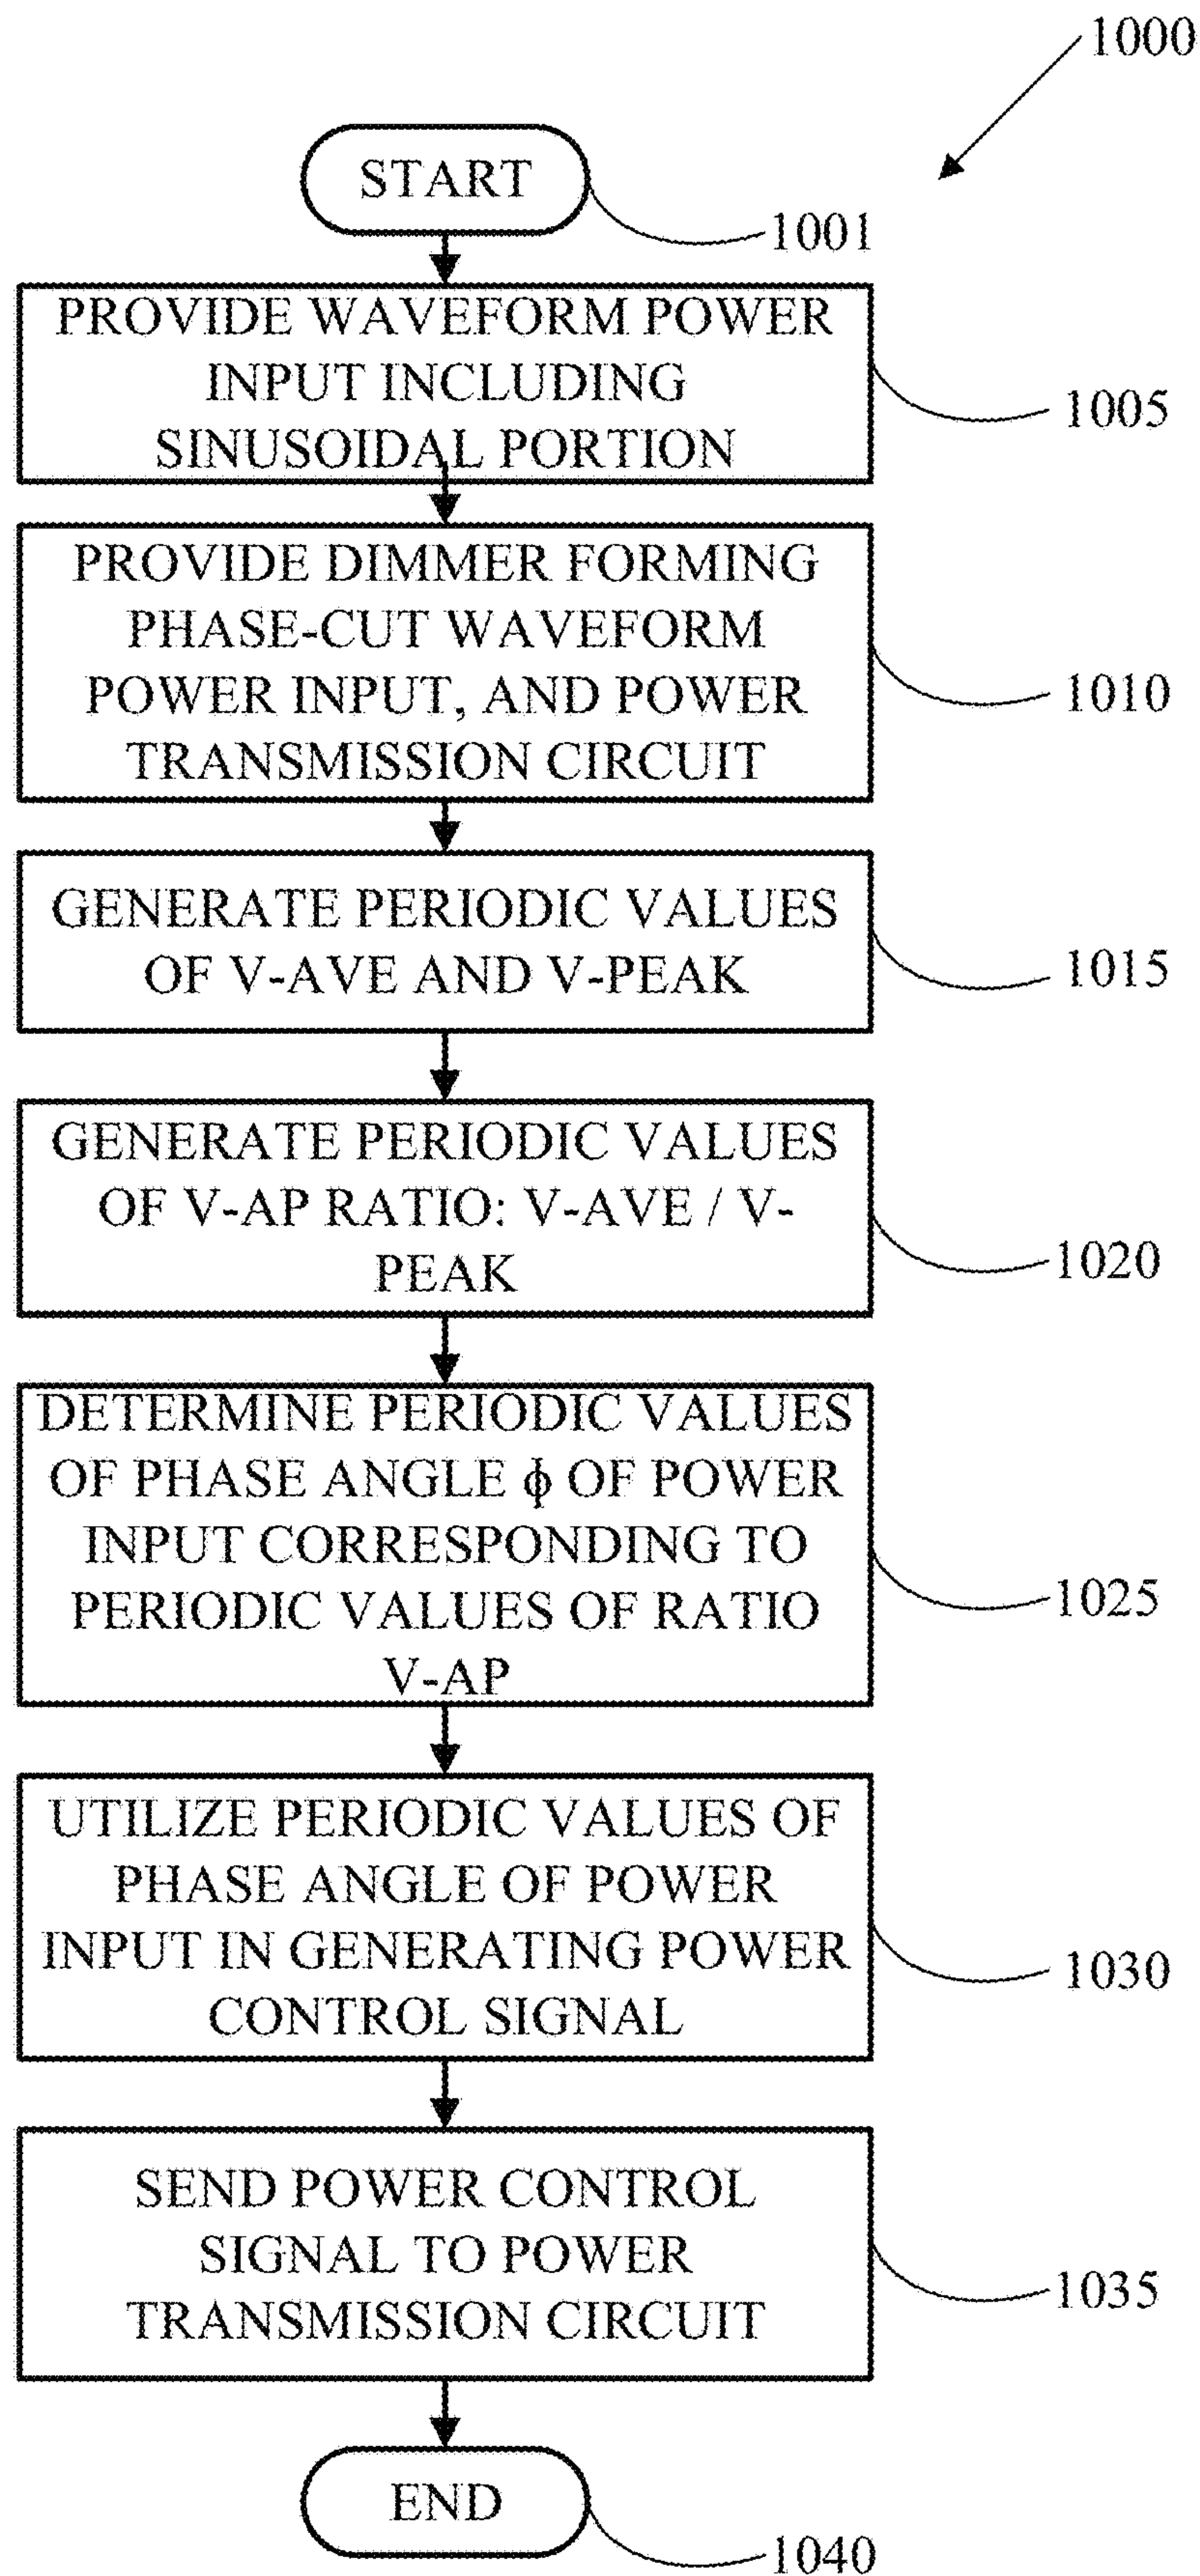 1000
START
1001
PROVIDE WAVEFORM POWER
INPUT INCLUDING
SINUSOIDAL PORTION
1005
PROVIDE DIMMER FORMING
PHASE-CUT WAVEFORM
POWER INPUT, AND POWER
TRANSMISSION CIRCUIT
1010
GENERATE PERIODIC VALUES
OF V-AVE AND V-PEAK
1015
GENERATE PERIODIC VALUES
OF V-AP RATIO: V-AVE / V-
PEAK
1020
DETERMINE PERIODIC VALUES
OF PHASE ANGLE ϕ OF POWER
INPUT CORRESPONDING TO
PERIODIC VALUES OF RATIO
V-AP
1025
UTILIZE PERIODIC VALUES OF
PHASE ANGLE OF POWER
INPUT IN GENERATING POWER
CONTROL SIGNAL
1030
SEND POWER CONTROL
SIGNAL TO POWER
TRANSMISSION CIRCUIT
1035
END
1040